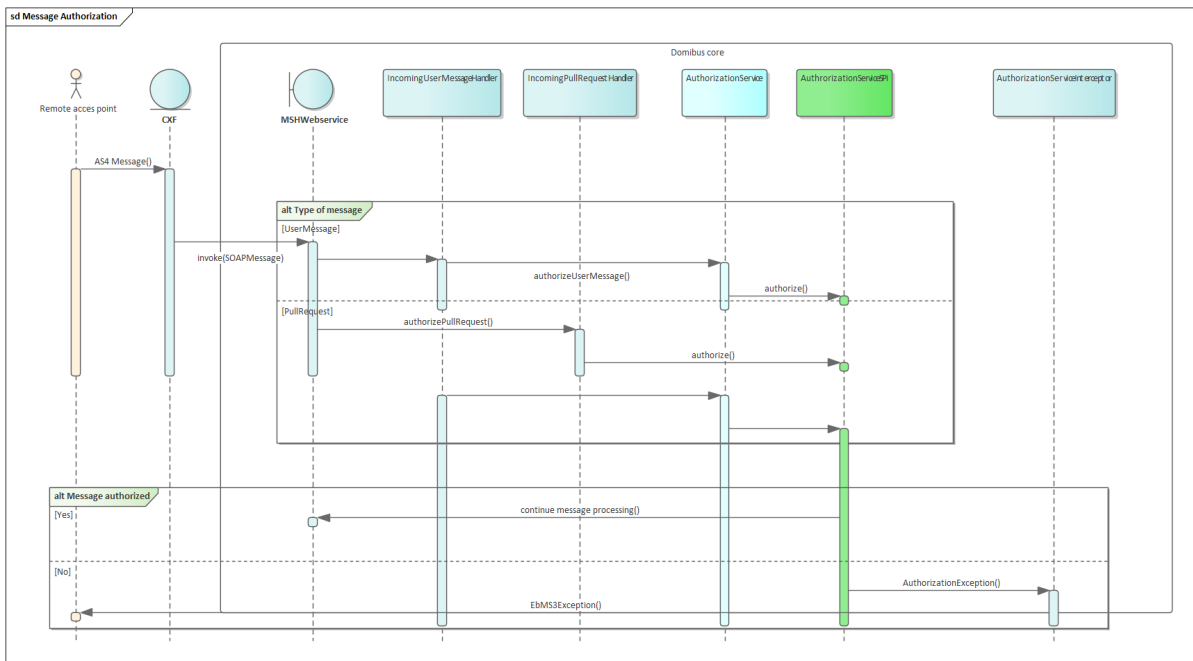 sd Message Authorization
Domibus core
Remote acces point
CXF
MSHWebservice
IncomingUserMessageHandler
IncomingPullRequestHandler
AuthorizationService
AuthrorizationServiceSPi
AuthorizationServiceInterceptor
AS4 Message()
alt Type of message
[UserMessage]
invoke(SOAPMessage)
authorizeUserMessage()
authorize()
[PullRequest]
authorizePullRequest()
authorize()
alt Message authorized
[Yes]
continue message processing()
[No]
AuthorizationException()
EbMS3Exception()